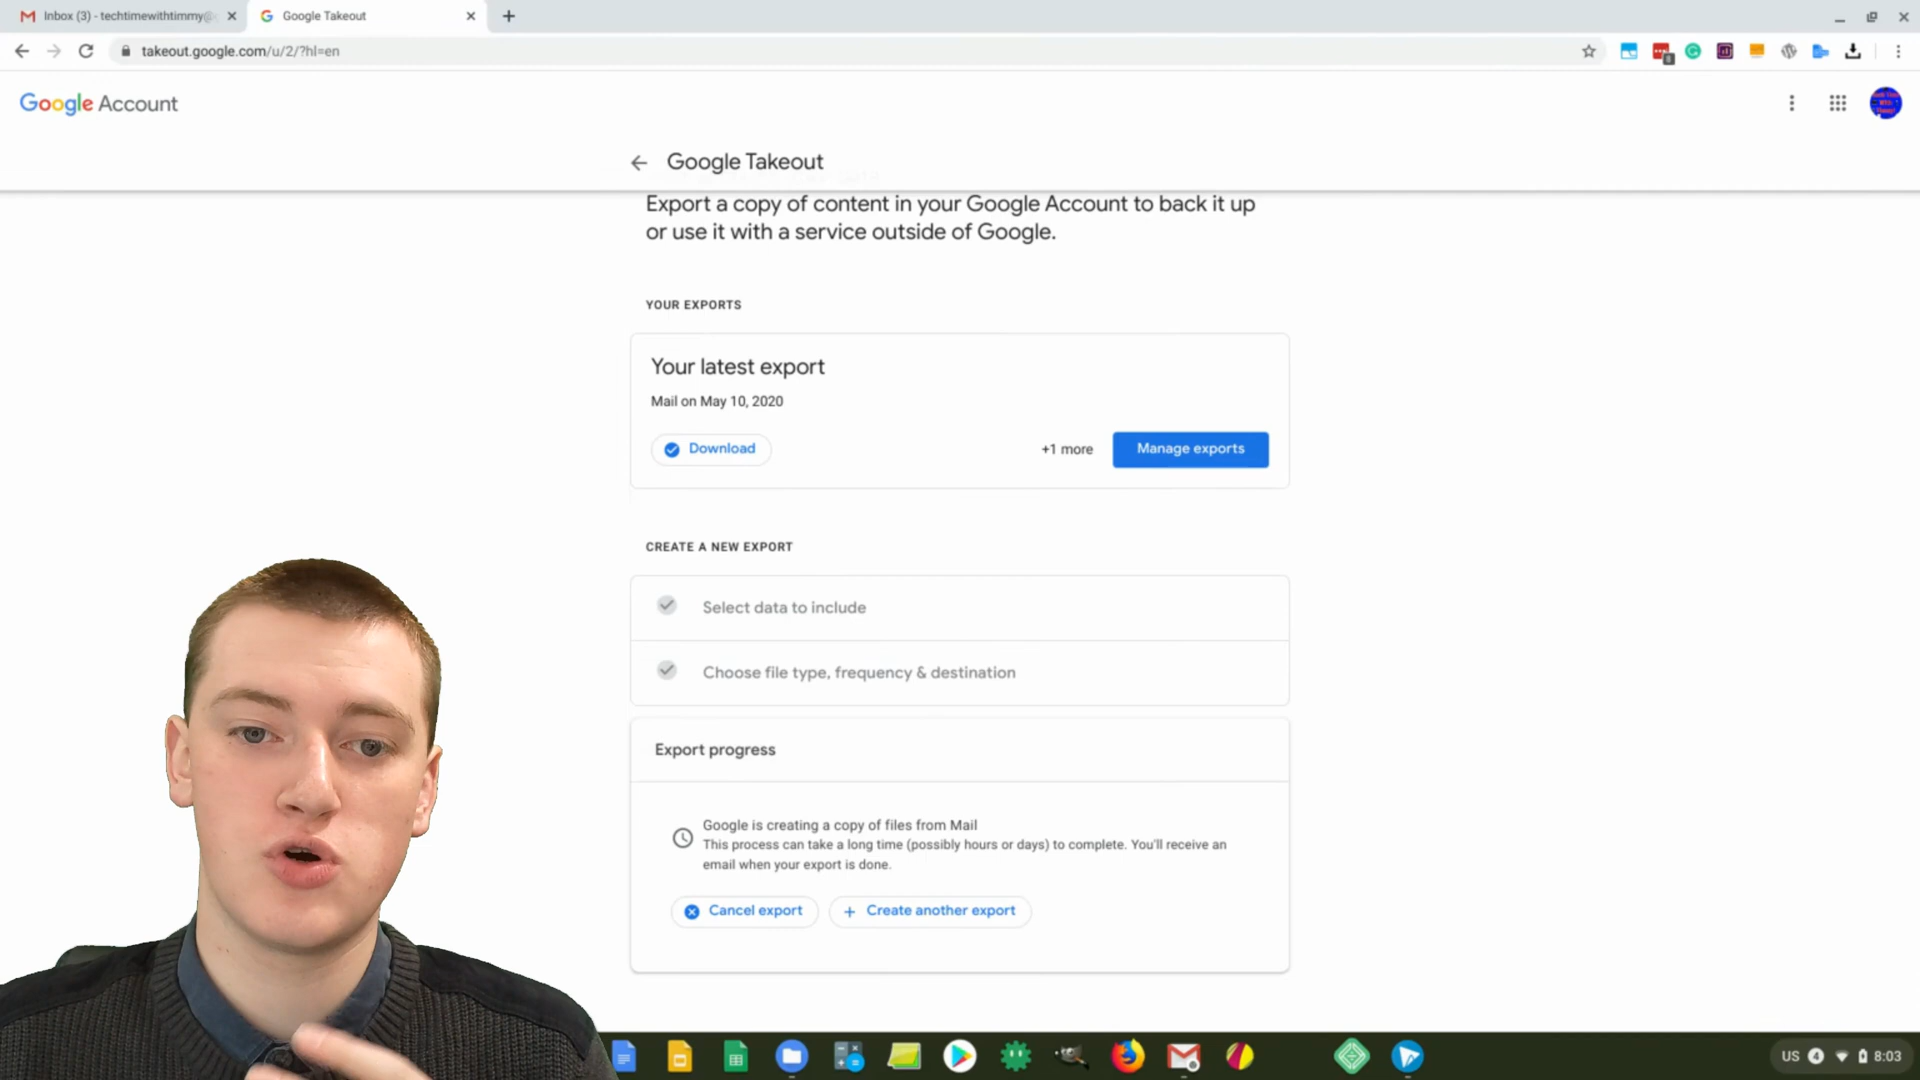 Inbox (3) - techtimewithtimmy@
Google Takeout
takeout.google.com/u/2/?hl=en
Google Account
Google Takeout
Export a copy of content in your Google Account to back it up
or use it with a service outside of Google.
YOUR EXPORTS
Your latest export
Mail on May 10, 2020
Download
+1 more
Manage exports
CREATE A NEW EXPORT
Select data to include
Choose file type, frequency & destination
Export progress
Google is creating a copy of files from Mail
This process can take a long time (possibly hours or days) to complete. You'll receive an
email when your export is done.
Cancel export
Create another export
US 4 8:03